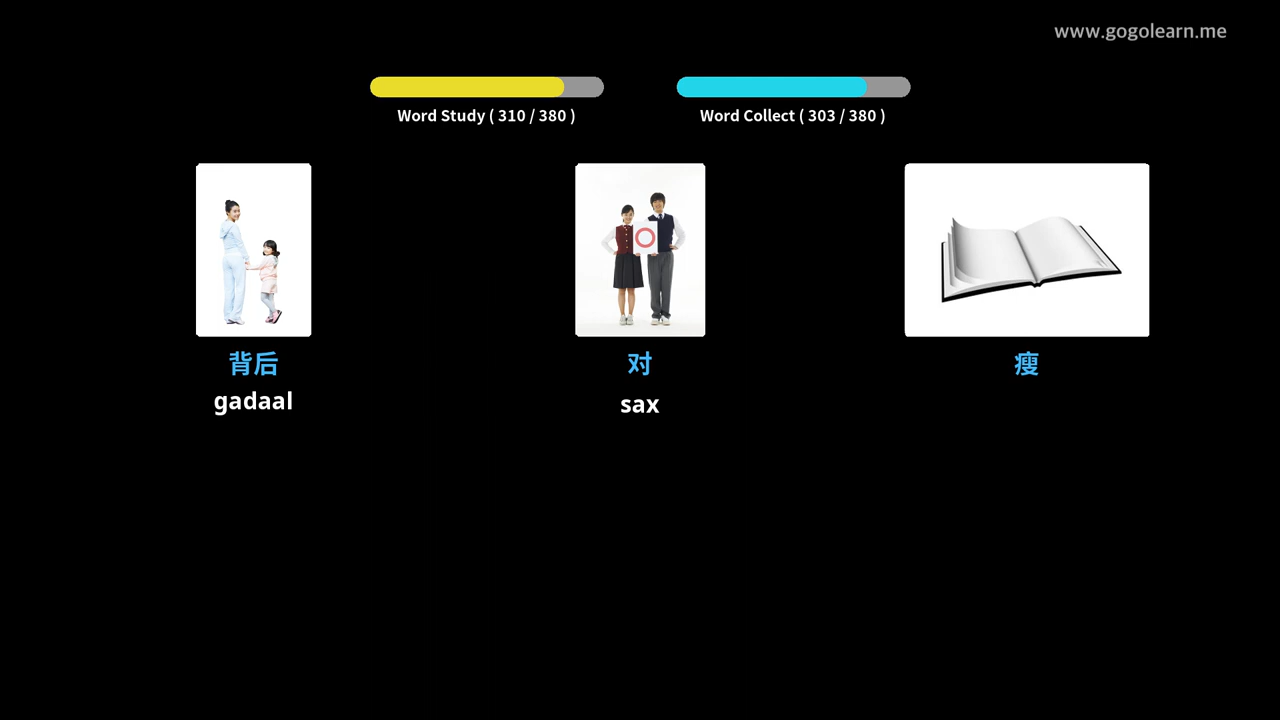 www.gogolearn.me
Word Study ( 310 / 380 )
Word Collect ( 303 / 380 )
背后
gadaal
对
sax
瘦